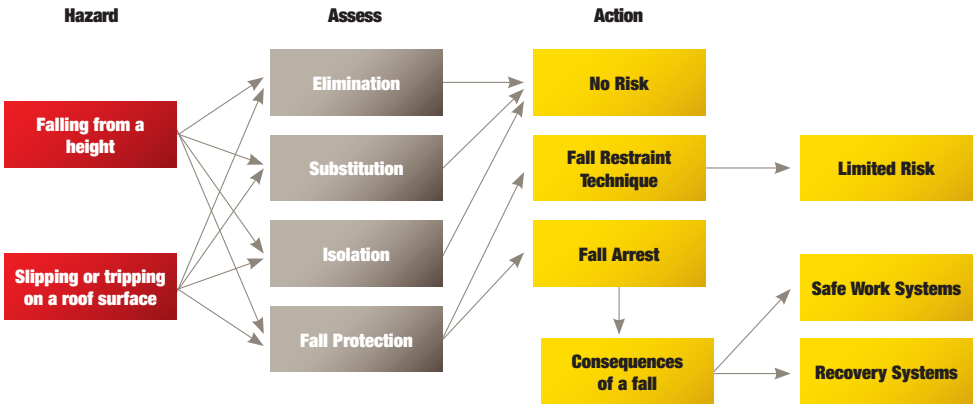 Hazard
Assess
Action
Falling from a
height
Slipping or tripping
on a roof surface
Elimination
Substitution
Isolation
Fall Protection
No Risk
Fall Restraint
Technique
Fall Arrest
Consequences
of a fall
Limited Risk
Safe Work Systems
Recovery Systems